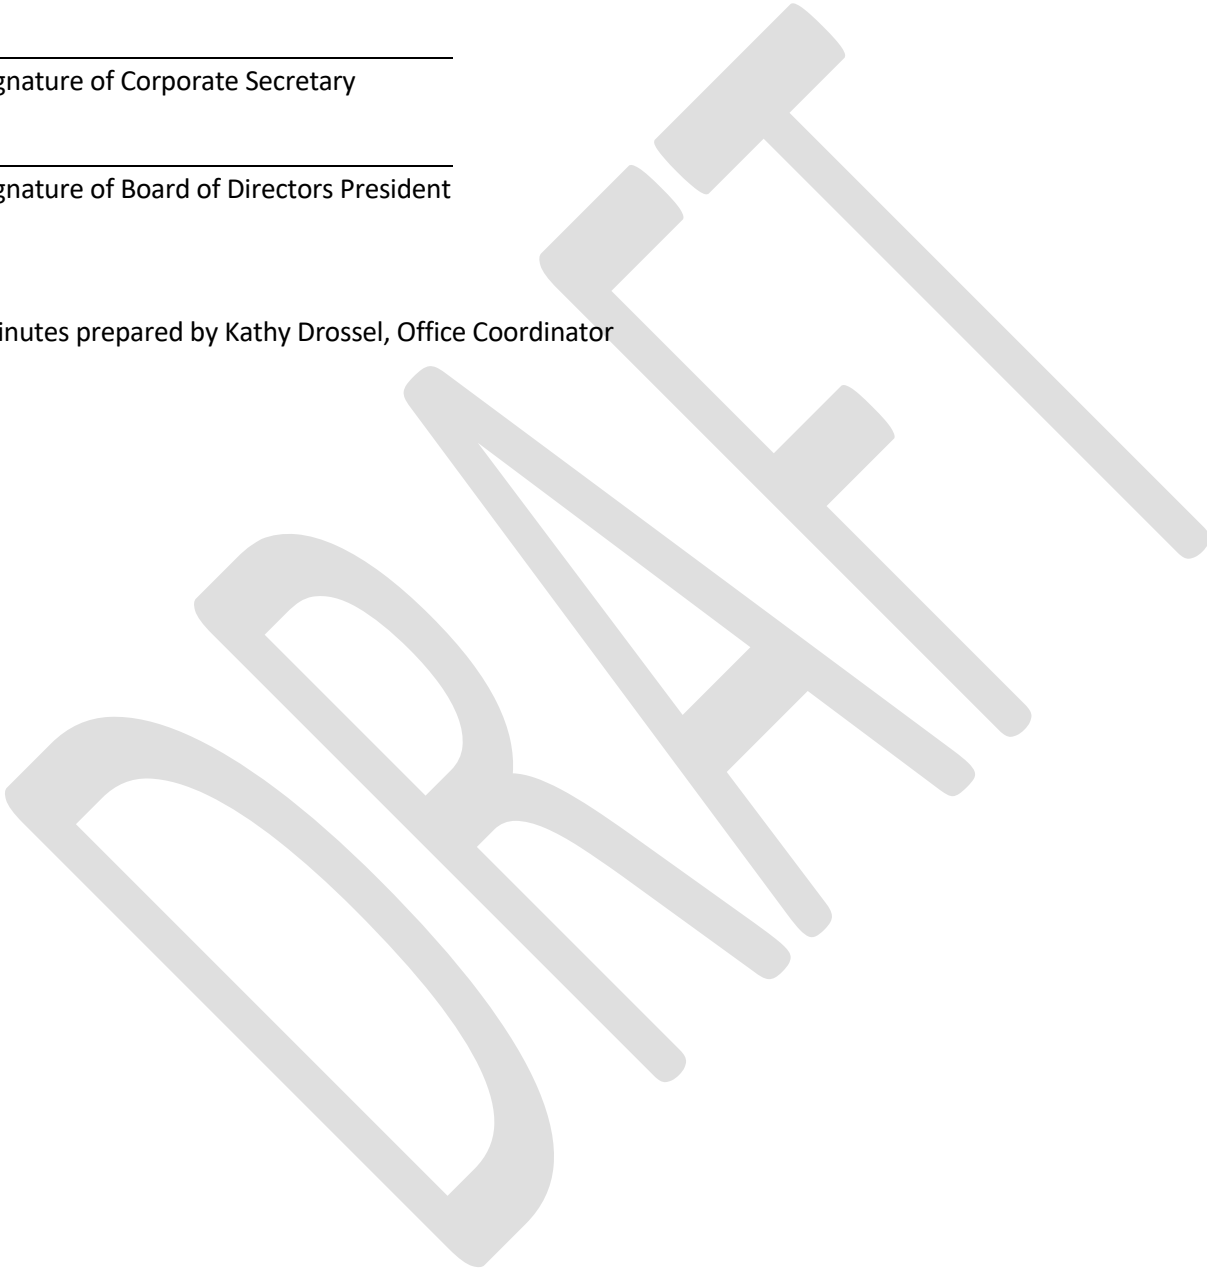 gnature of Corporate Secretary
gnature of Board of Directors President
inutes prepared by Kathy Drossel, Office Coordinator
DRAFT